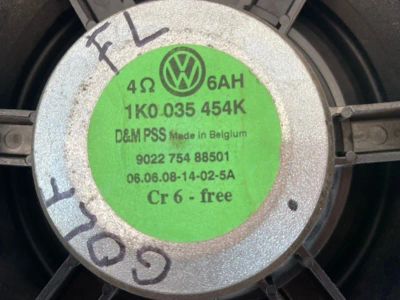 FL
4Ω VW 6AH
1K0 035 454K
D&M PSS Made in Belgium
9022 754 88501
06.06.08-14-02-5A
Cr 6 - free
GOLF